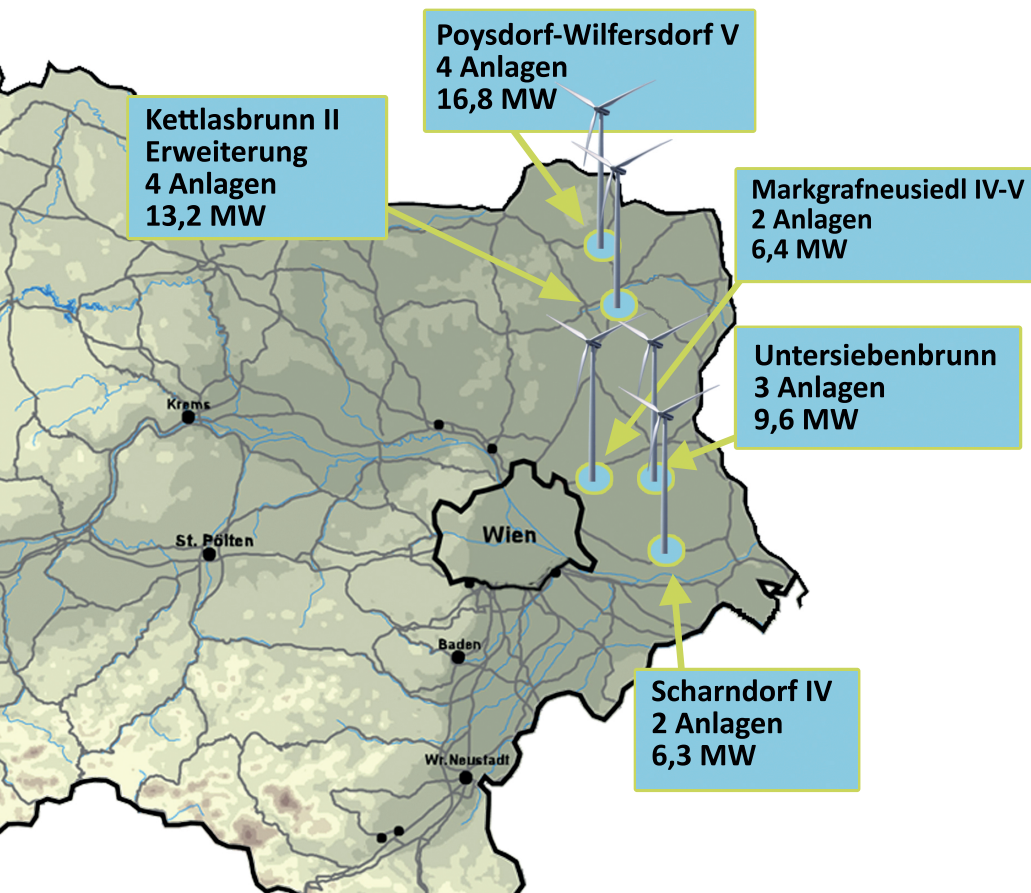 Poysdorf-Wilfersdorf V
4 Anlagen
16,8 MW
Kettlasbrunn II
Erweiterung
4 Anlagen
13,2 MW
Markgrafneusiedl IV-V
2 Anlagen
6,4 MW
Untersiebenbrunn
3 Anlagen
9,6 MW
Krems
Wien
St. Pölten
Baden
Scharndorf IV
2 Anlagen
6,3 MW
Wr. Neustadt